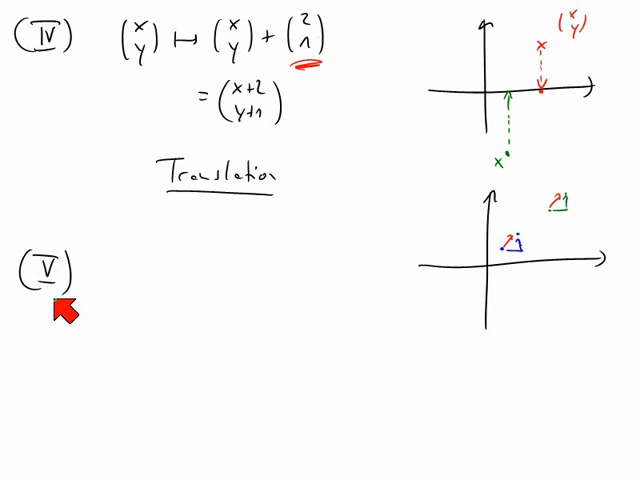 (IV) (x y) ↦ (x y) + (2 1)
= (x+2 y+1)
Translation
(V)
(x y)
x
x